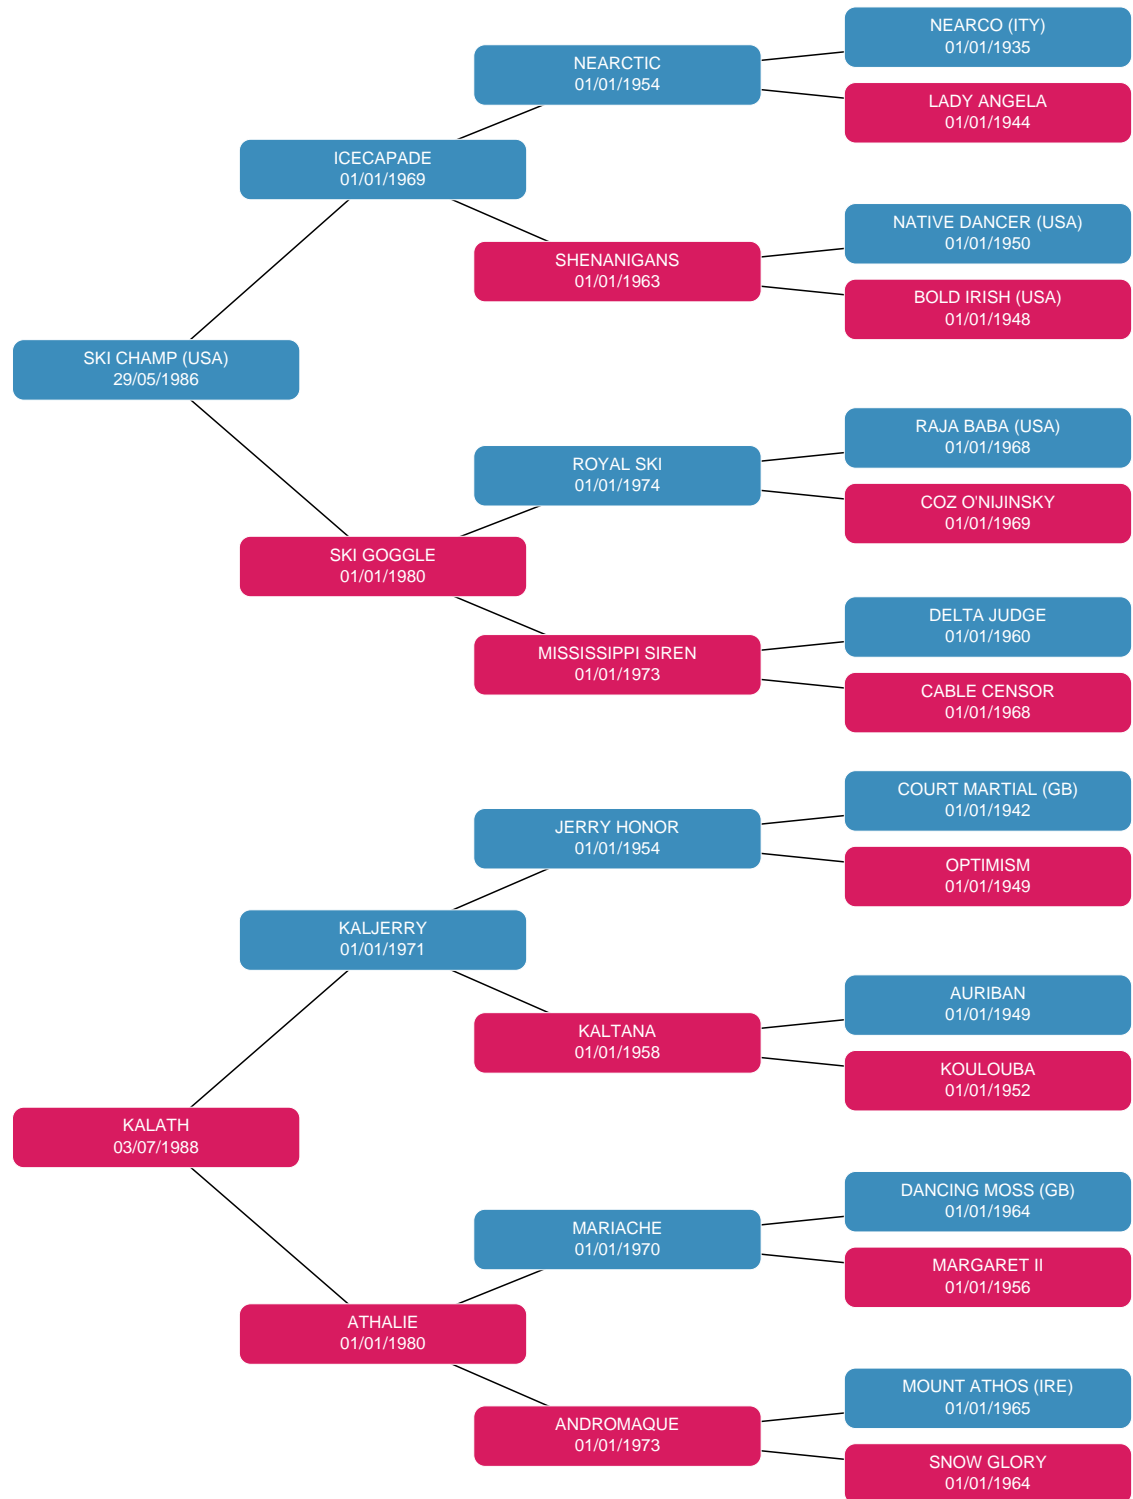 NEARCO (ITY)
01/01/1935
NEARCTIC
01/01/1954
LADY ANGELA
01/01/1944
ICECAPADE
01/01/1969
NATIVE DANCER (USA)
01/01/1950
SHENANIGANS
01/01/1963
BOLD IRISH (USA)
01/01/1948
SKI CHAMP (USA)
29/05/1986
RAJA BABA (USA)
01/01/1968
ROYAL SKI
01/01/1974
COZ O'NIJINSKY
01/01/1969
SKI GOGGLE
01/01/1980
DELTA JUDGE
01/01/1960
MISSISSIPPI SIREN
01/01/1973
CABLE CENSOR
01/01/1968
COURT MARTIAL (GB)
01/01/1942
JERRY HONOR
01/01/1954
OPTIMISM
01/01/1949
KALJERRY
01/01/1971
AURIBAN
01/01/1949
KALTANA
01/01/1958
KOULOUBA
01/01/1952
KALATH
03/07/1988
DANCING MOSS (GB)
01/01/1964
MARIACHE
01/01/1970
MARGARET II
01/01/1956
ATHALIE
01/01/1980
MOUNT ATHOS (IRE)
01/01/1965
ANDROMAQUE
01/01/1973
SNOW GLORY
01/01/1964